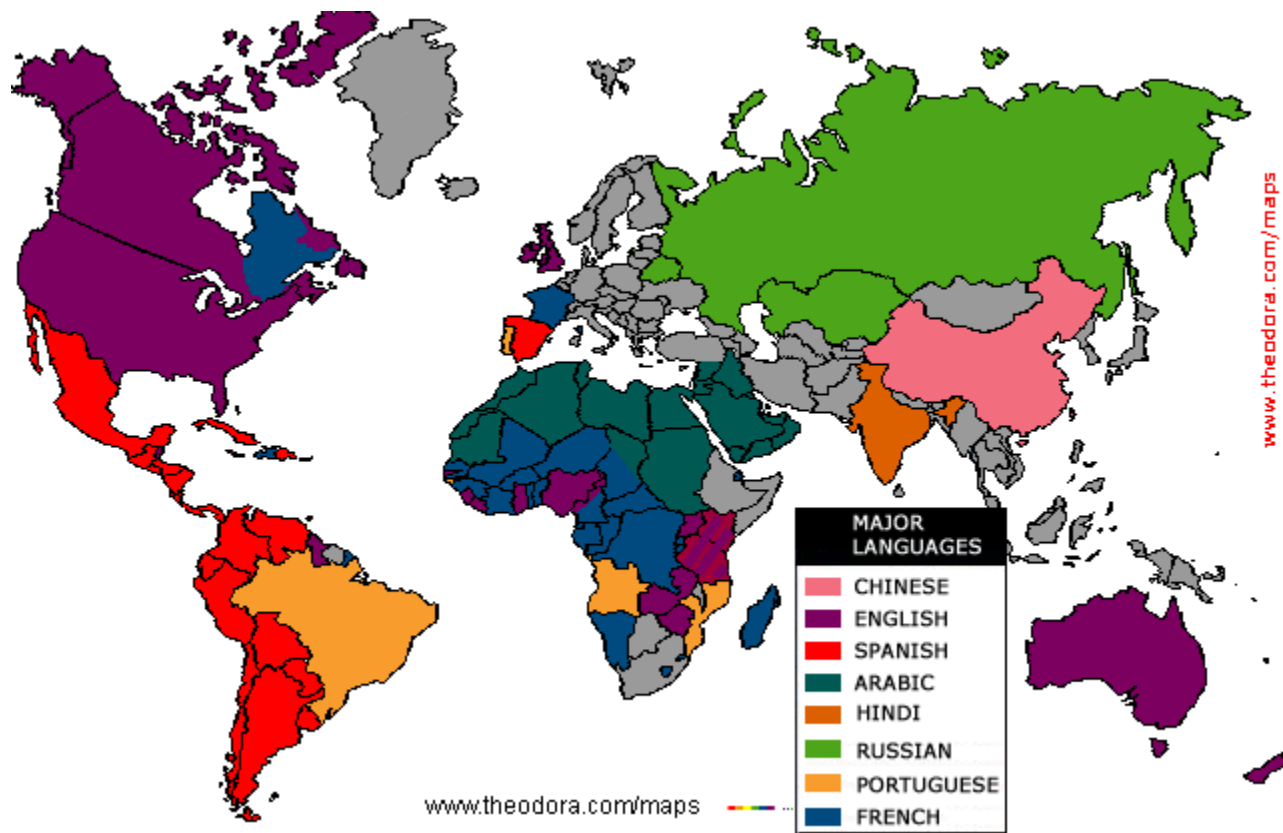 www.theodora.com/maps
MAJOR
LANGUAGES
CHINESE
ENGLISH
SPANISH
ARABIC
HINDI
RUSSIAN
PORTUGUESE
FRENCH
www.theodora.com/maps